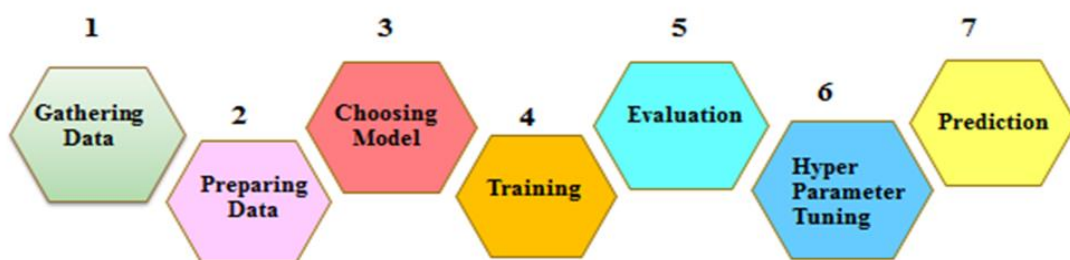 1
Gathering
Data
2
Preparing
Data
3
Choosing
Model
4
Training
5
Evaluation
6
Hyper
Parameter
Tuning
7
Prediction